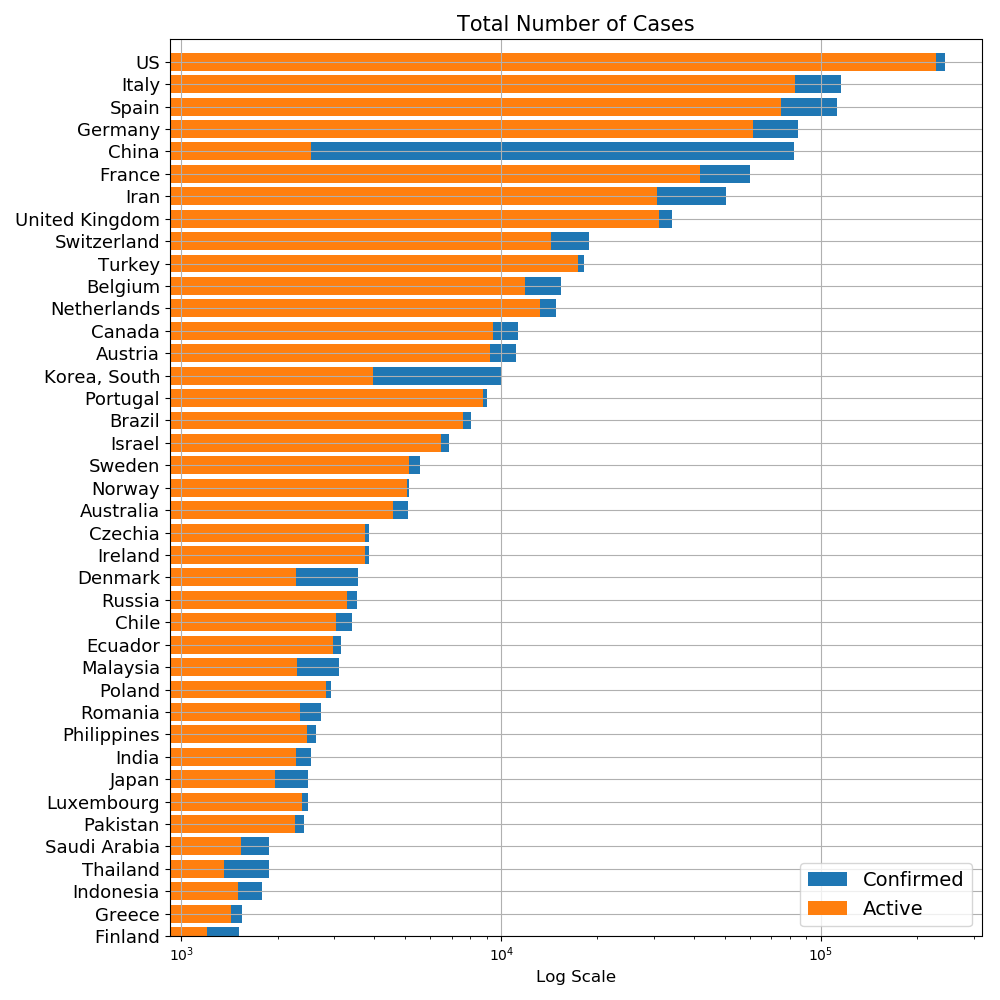 Total Number of Cases
US
Italy
Spain
Germany
China
France
Iran
United Kingdom
Switzerland
Turkey
Belgium
Netherlands
Canada
Austria
Korea, South
Portugal
Brazil
Israel
Sweden
Norway
Australia
Czechia
Ireland
Denmark
Russia
Chile
Ecuador
Malaysia
Poland
Romania
Philippines
India
Japan
Luxembourg
Pakistan
Saudi Arabia
Thailand
Indonesia
Greece
Finland
Confirmed
Active
10³ 10⁴ 10⁵
Log Scale